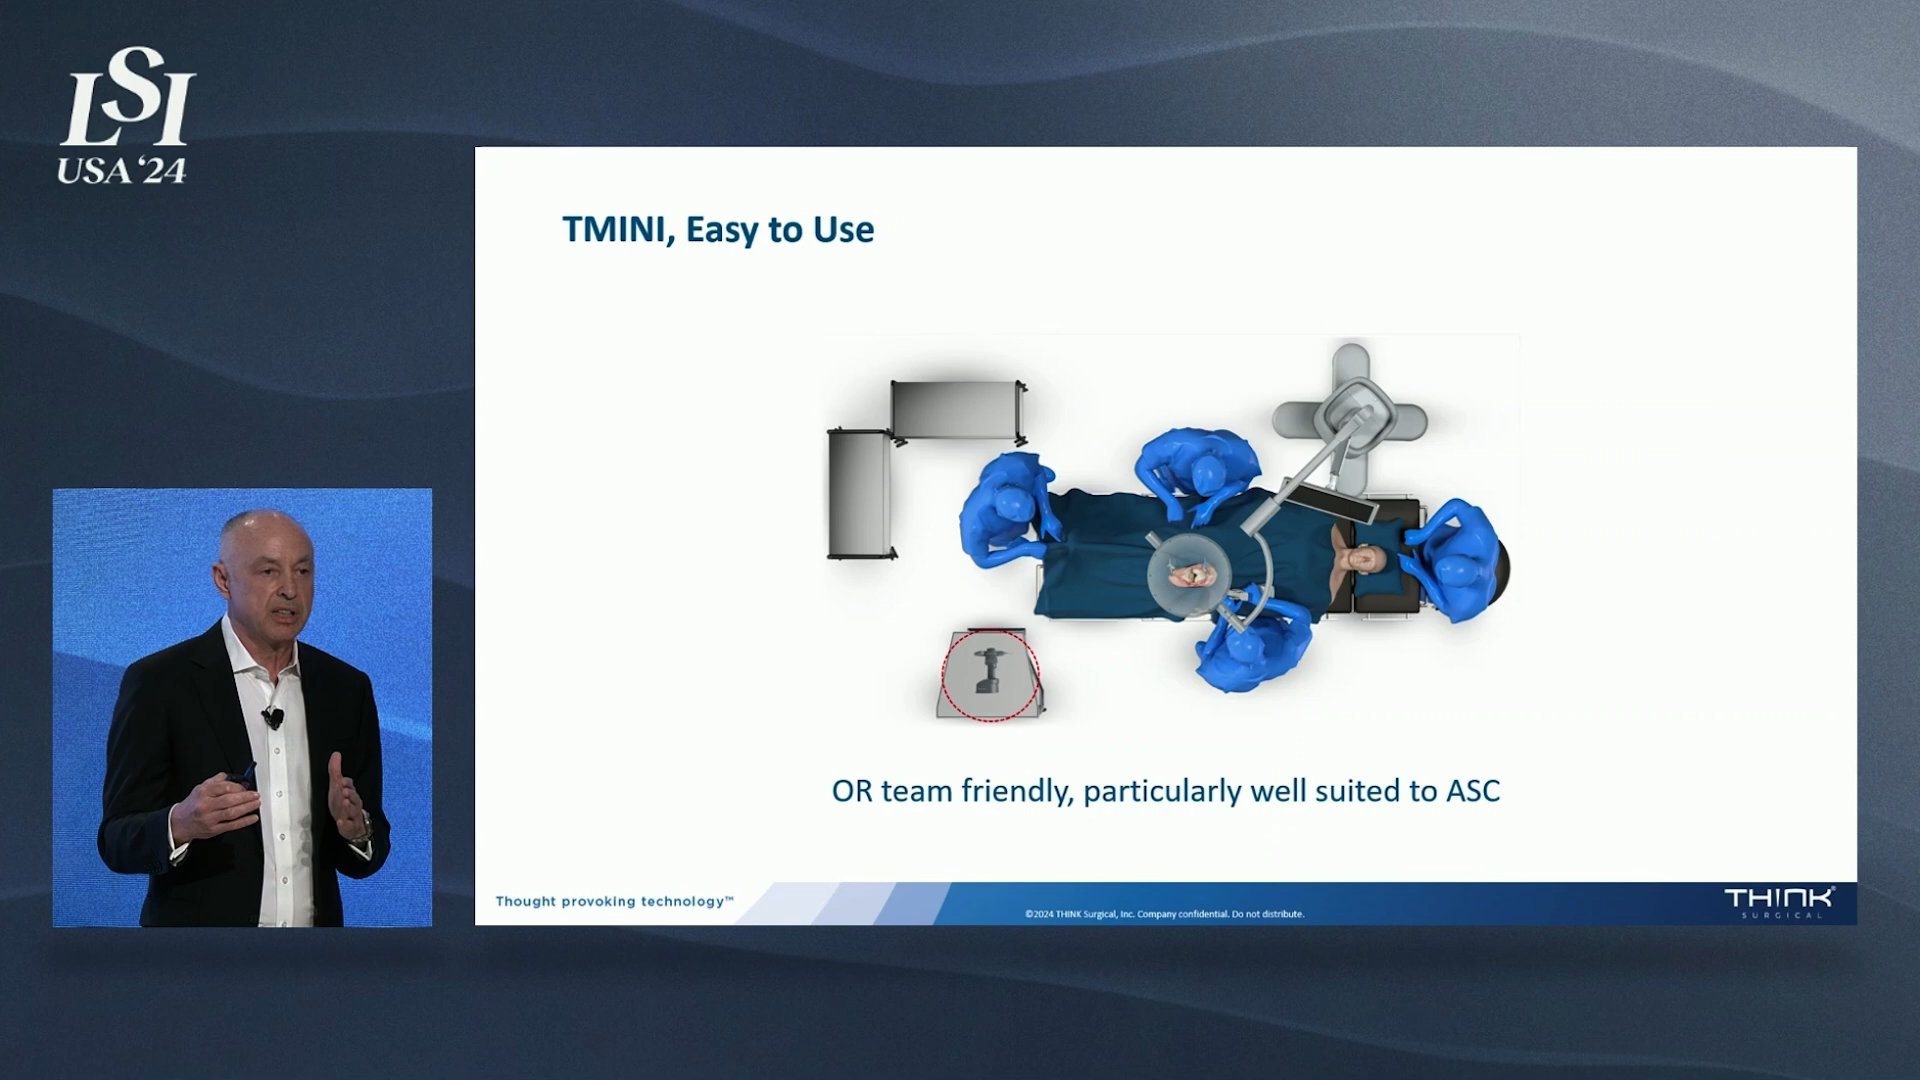 LSI
USA '24
TMINI, Easy to Use
OR team friendly, particularly well suited to ASC
Thought provoking technology™
©2024 THINK Surgical, Inc. Company confidential. Do not distribute.
THINK®
SURGICAL